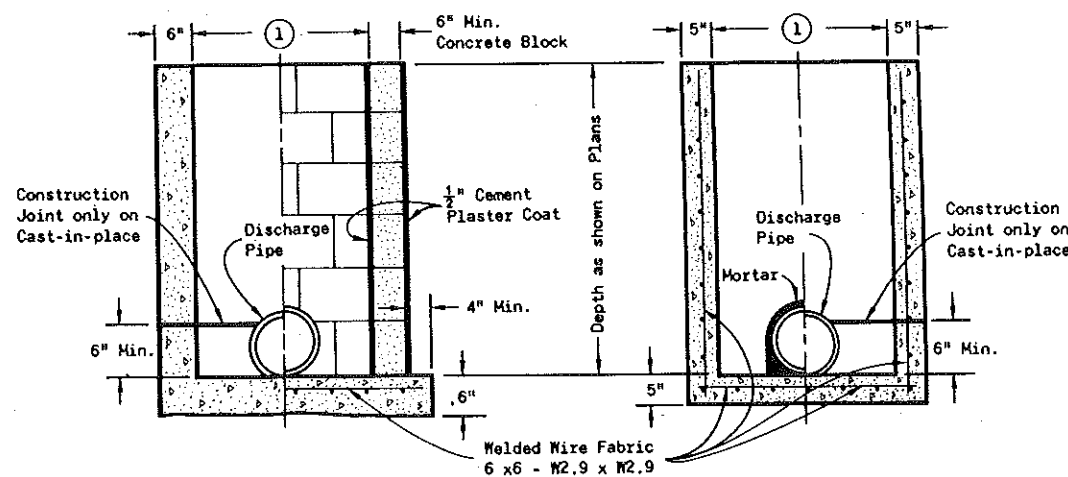 6"
1
6" Min.
Concrete Block
5"
1
5"
Construction
Joint only on
Cast-in-place
Discharge
Pipe
1/2" Cement
Plaster Coat
Depth as shown on Plans
Discharge
Pipe
Mortar
Construction
Joint only on
Cast-in-place
6" Min.
4" Min.
6" Min.
.6"
5"
Welded Wire Fabric
6 x6 - W2.9 x W2.9